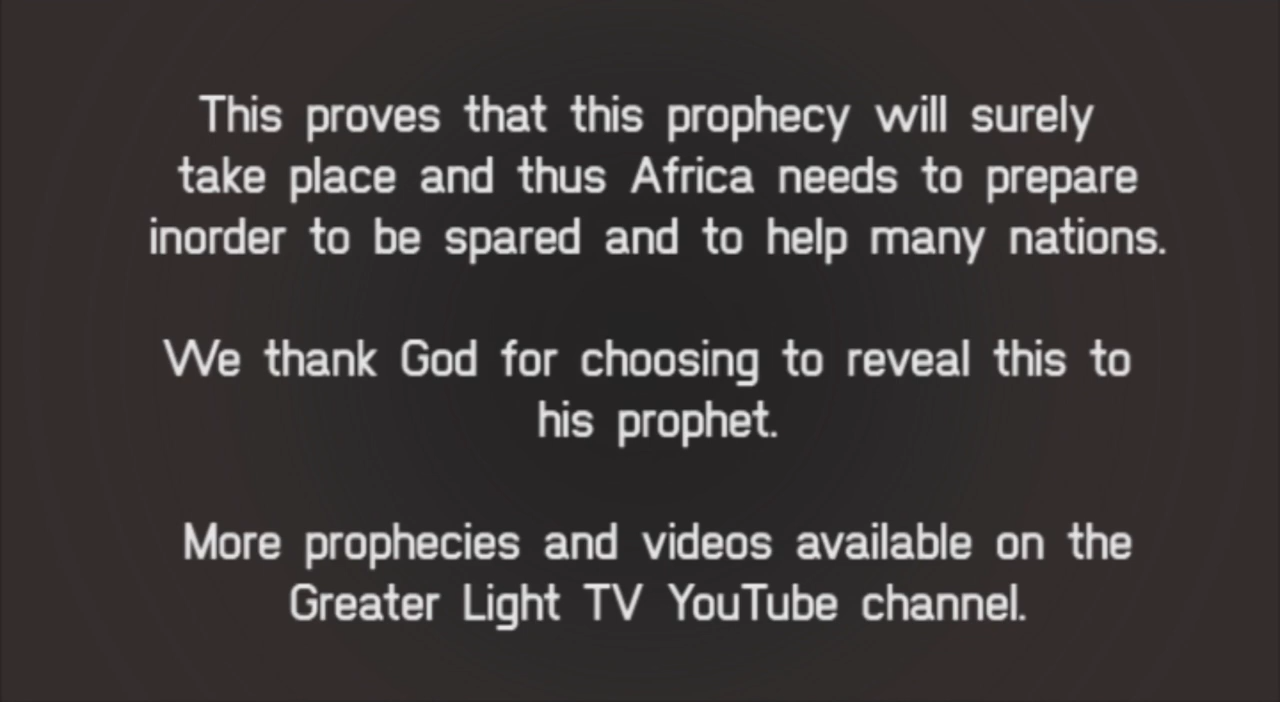 This proves that this prophecy will surely
take place and thus Africa needs to prepare
inorder to be spared and to help many nations.
We thank God for choosing to reveal this to
his prophet.
More prophecies and videos available on the
Greater Light TV YouTube channel.